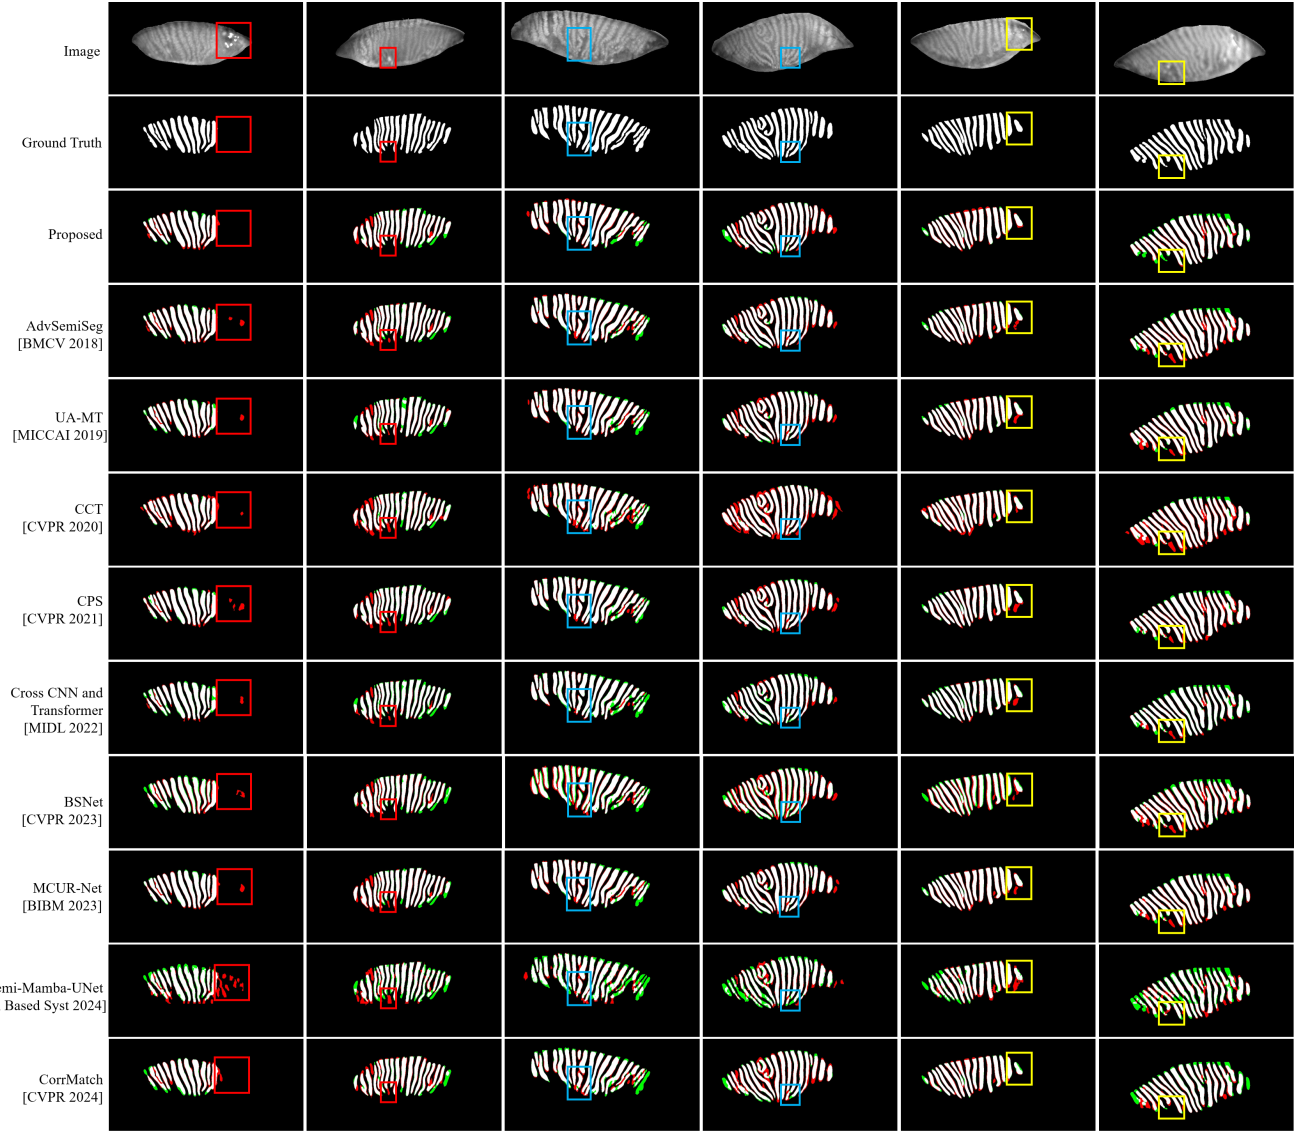 Image
Ground Truth
Proposed
AdvSemiSeg
[BMCV 2018]
UA-MT
[MICCAI 2019]
CCT
[CVPR 2020]
CPS
[CVPR 2021]
Cross CNN and
Transformer
[MIDL 2022]
BSNet
[CVPR 2023]
MCUR-Net
[BIBM 2023]
emi-Mamba-UNet
Based Syst 2024]
CorrMatch
[CVPR 2024]